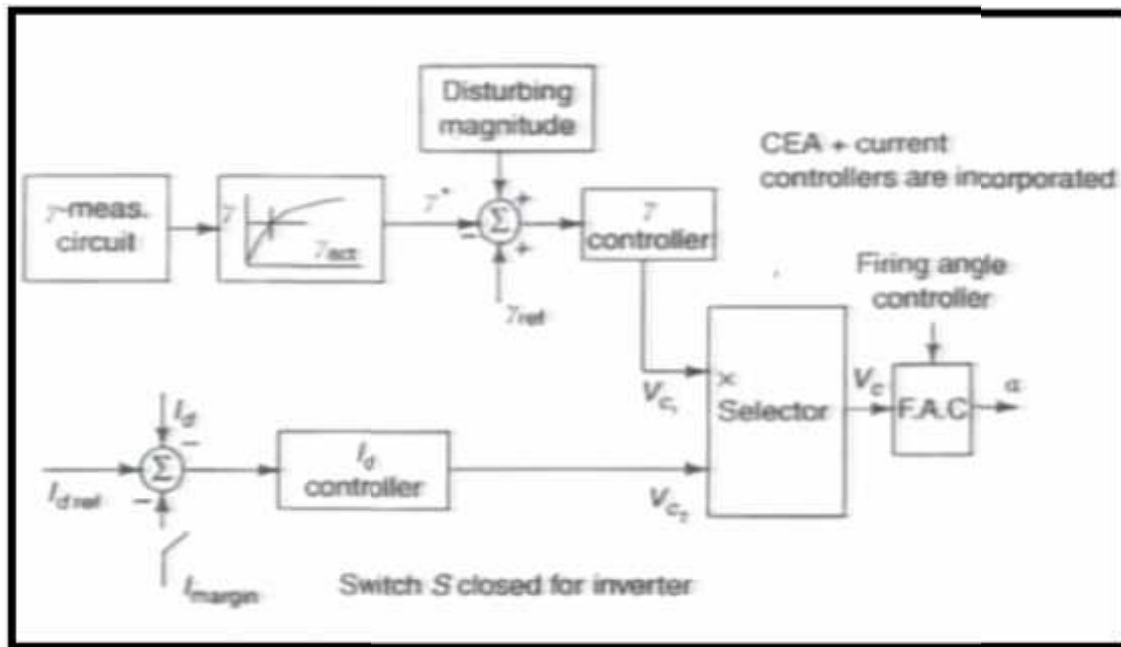 Disturbing
magnitude
CEA + current
controllers are incorporated
γ-meas.
circuit
γ
γact
γ*
+
Σ
−
+
γref
γ
controller
Firing angle
controller
Vc₁
×
Selector
Vc
F.A.C
α
Id
−
Σ
Id ref
−
Id
controller
Vc₂
Imargin
Switch S closed for inverter